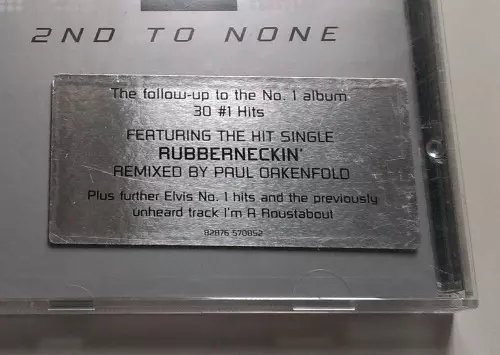 2ND TO NONE
The follow-up to the No. 1 album
30 #1 Hits
FEATURING THE HIT SINGLE
RUBBERNECKIN'
REMIXED BY PAUL OAKENFOLD
Plus further Elvis No. 1 hits and the previously
unheard track I'm A Roustabout
82876 570852